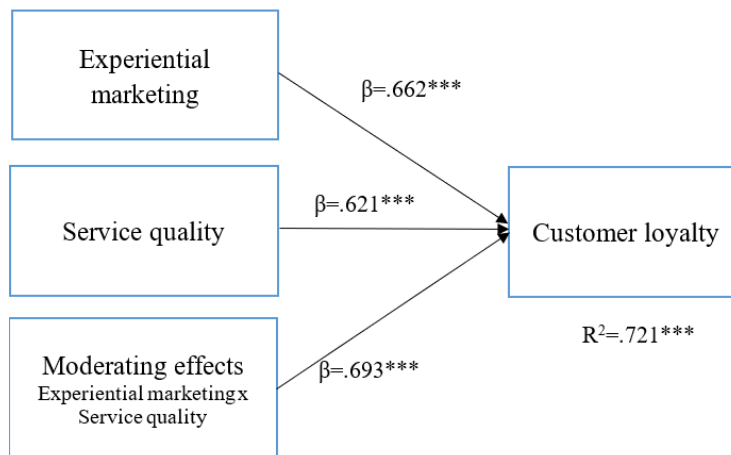 Experiential
marketing
β=.662***
Service quality
β=.621***
Customer loyalty
Moderating effects
Experiential marketing x
Service quality
β=.693***
R²=.721***